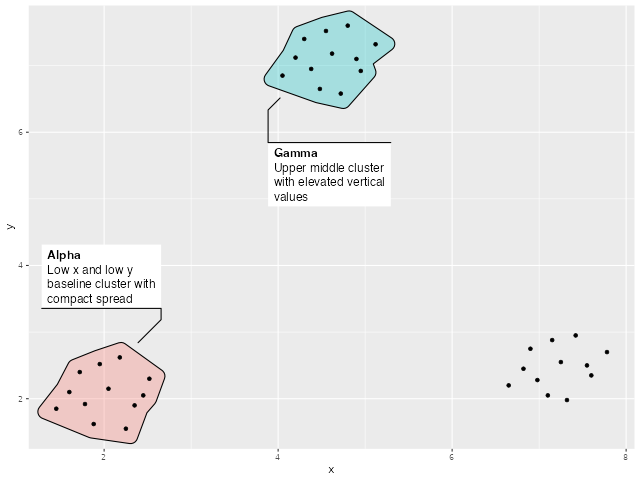 Gamma
Upper middle cluster
with elevated vertical
values
Alpha
Low x and low y
baseline cluster with
compact spread
6
4
2
y
2
4
6
8
x